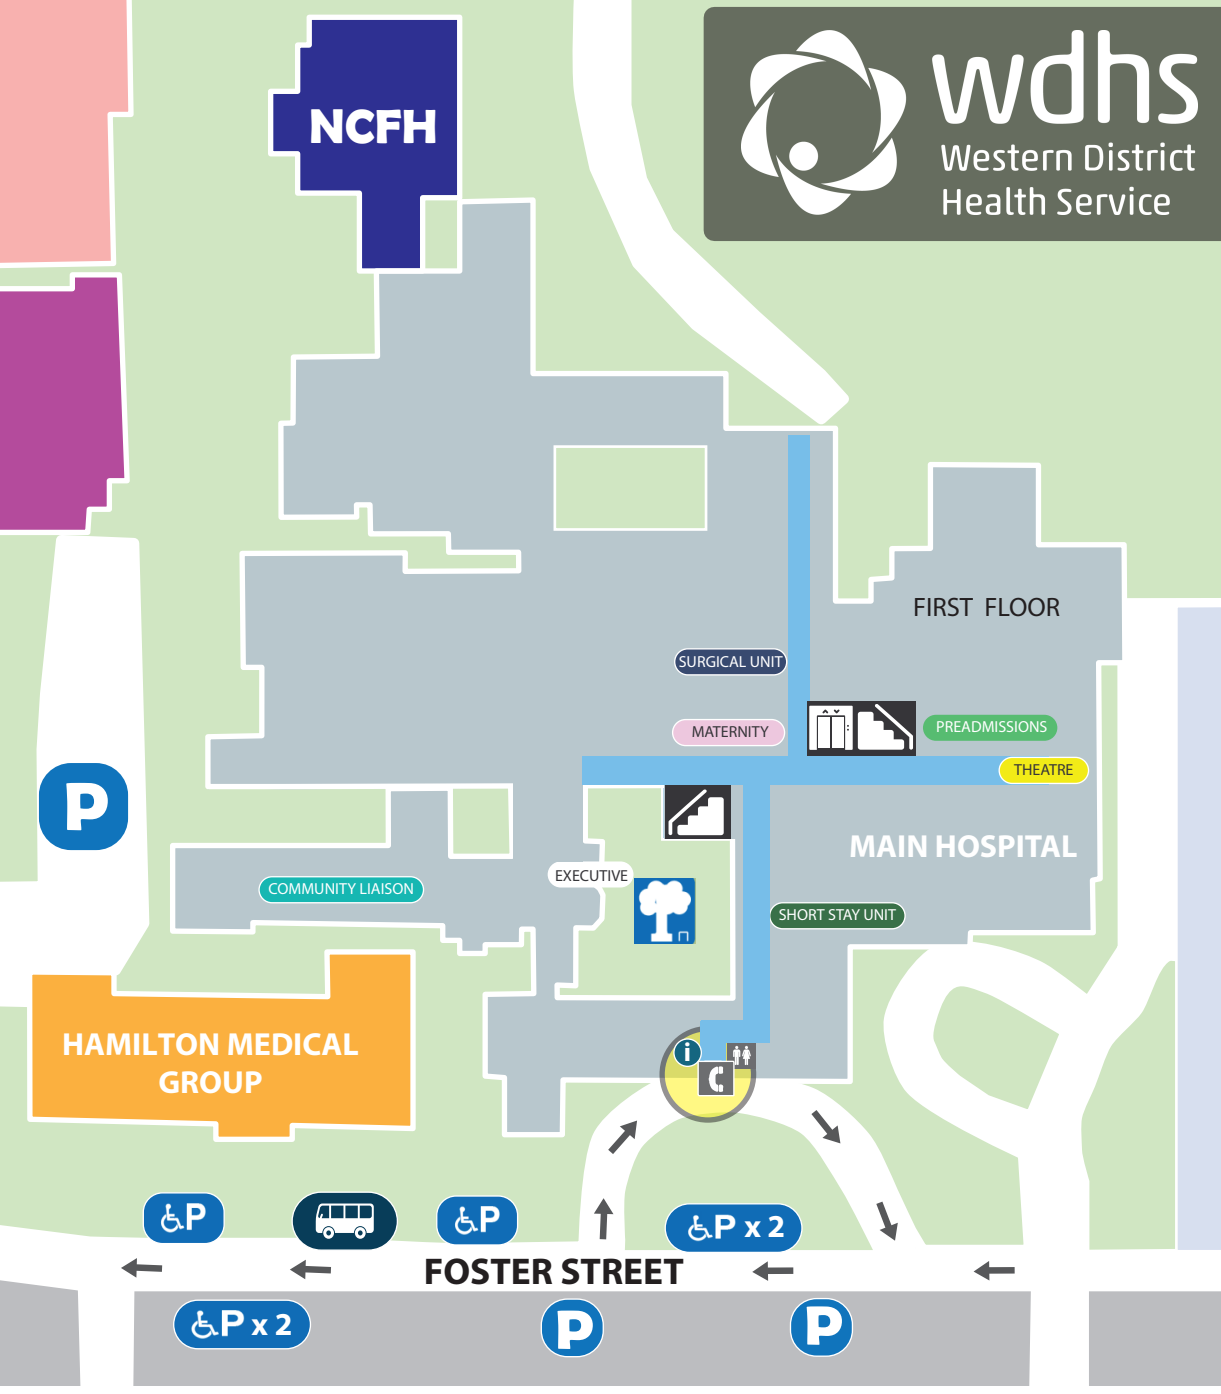 wdhs
Western District
Health Service
NCFH
FIRST FLOOR
SURGICAL UNIT
MATERNITY
PREADMISSIONS
THEATRE
P
MAIN HOSPITAL
EXECUTIVE
COMMUNITY LIAISON
SHORT STAY UNIT
HAMILTON MEDICAL
GROUP
i
P
P
P x 2
FOSTER STREET
P x 2
P
P